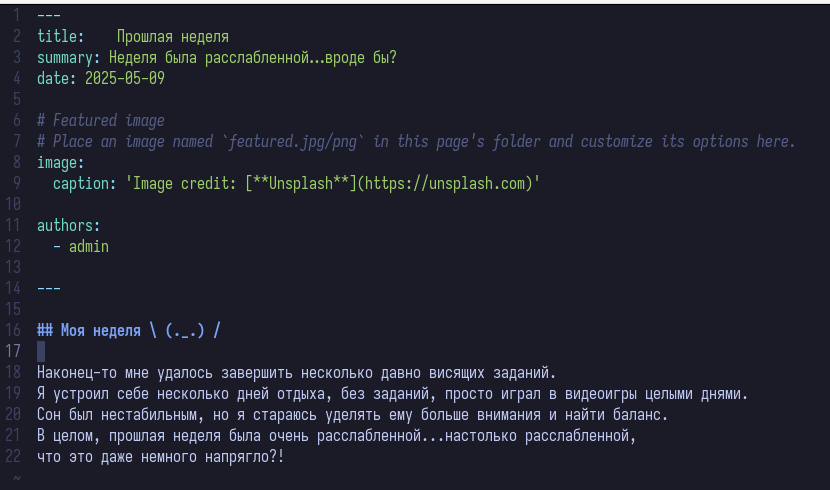 1 ---
2 title:    Прошлая неделя
3 summary: Неделя была расслабленной...вроде бы?
4 date: 2025-05-09
5
6 # Featured image
7 # Place an image named `featured.jpg/png` in this page's folder and customize its options here.
8 image:
9   caption: 'Image credit: [**Unsplash**](https://unsplash.com)'
10
11 authors:
12   - admin
13
14 ---
15
16 ## Моя неделя \ (._.) /
17
18 Наконец-то мне удалось завершить несколько давно висящих заданий.
19 Я устроил себе несколько дней отдыха, без заданий, просто играл в видеоигры целыми днями.
20 Сон был нестабильным, но я стараюсь уделять ему больше внимания и найти баланс.
21 В целом, прошлая неделя была очень расслабленной...настолько расслабленной,
22 что это даже немного напрягло?!
~